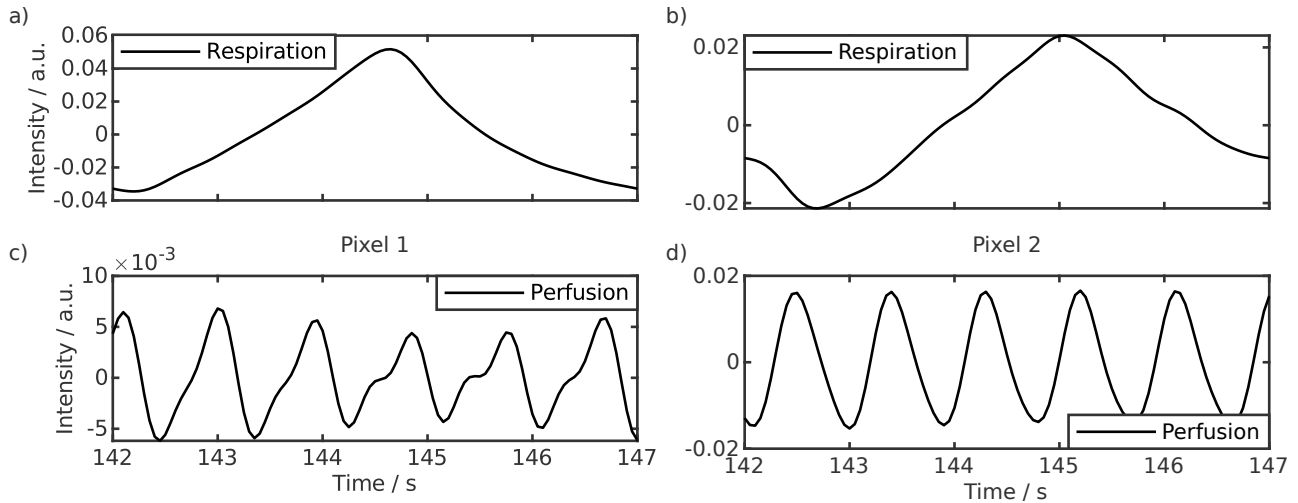 a)
b)
0.06
0.04
0.02
0
-0.02
-0.04
Intensity / a.u.
Respiration
0.02
0
-0.02
Respiration
Pixel 1
Pixel 2
c)
d)
×10⁻³
10
5
0
-5
Intensity / a.u.
Perfusion
142
143
144
145
146
147
Time / s
0.02
0
-0.02
Perfusion
142
143
144
145
146
147
Time / s